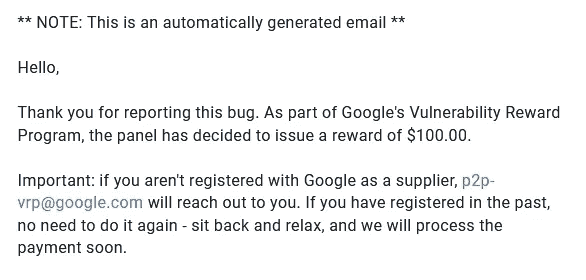 ** NOTE: This is an automatically generated email **
Hello,
Thank you for reporting this bug. As part of Google's Vulnerability Reward
Program, the panel has decided to issue a reward of $100.00.
Important: if you aren't registered with Google as a supplier, p2p-
vrp@google.com will reach out to you. If you have registered in the past,
no need to do it again - sit back and relax, and we will process the
payment soon.